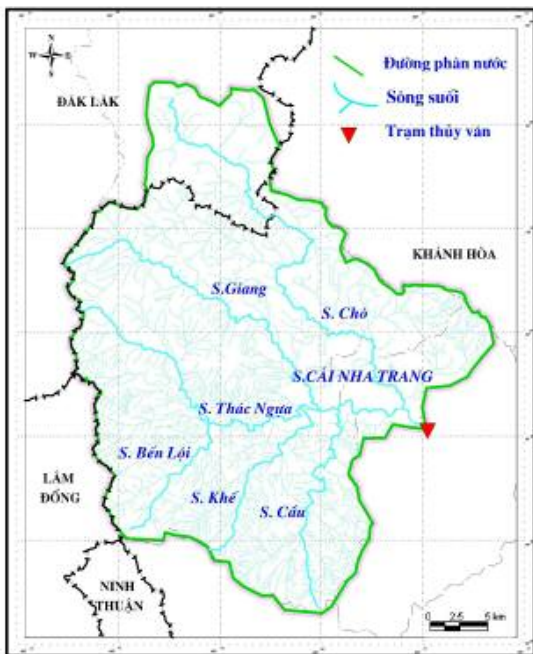 N
W E
S
Đường phân nước
Sông suối
Trạm thủy văn
ĐẮK LẮK
KHÁNH HÒA
S.Giang
S. Chò
S.CÁI NHA TRANG
S. Thác Ngựa
S. Bến Lội
S. Khế
S. Cầu
LÂM
ĐỒNG
NINH
THUẬN
0 2.5 5 km